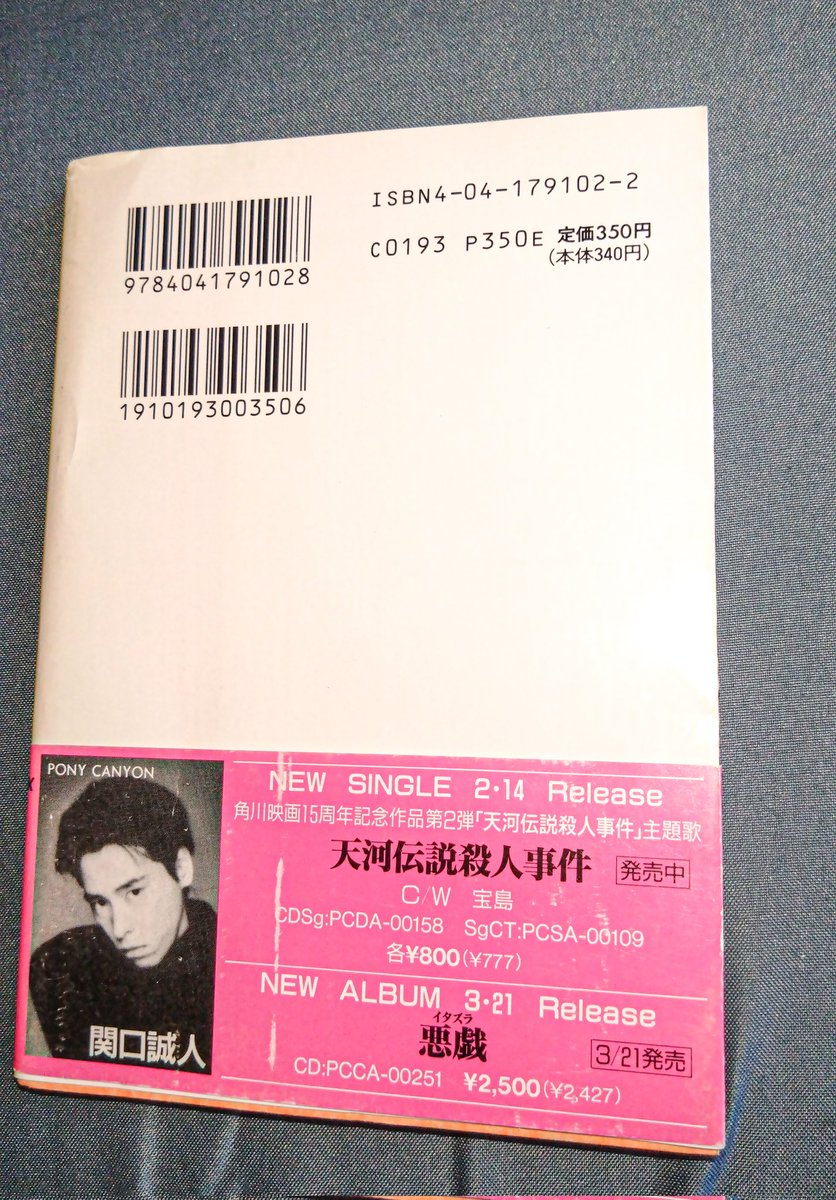 ISBN4-04-179102-2
C0193 P350E 定価350円
(本体340円)
9784041791028
1910193003506
PONY CANYON
関口誠人
NEW SINGLE 2・14 Release
角川映画15周年記念作品第2弾「天河伝説殺人事件」主題歌
天河伝説殺人事件 発売中
C/W 宝島
CDSg:PCDA-00158 SgCT:PCSA-00109
各¥800(¥777)
NEW ALBUM 3・21 Release
イタズラ
悪戯 3/21発売
CD:PCCA-00251 ¥2,500(¥2,427)